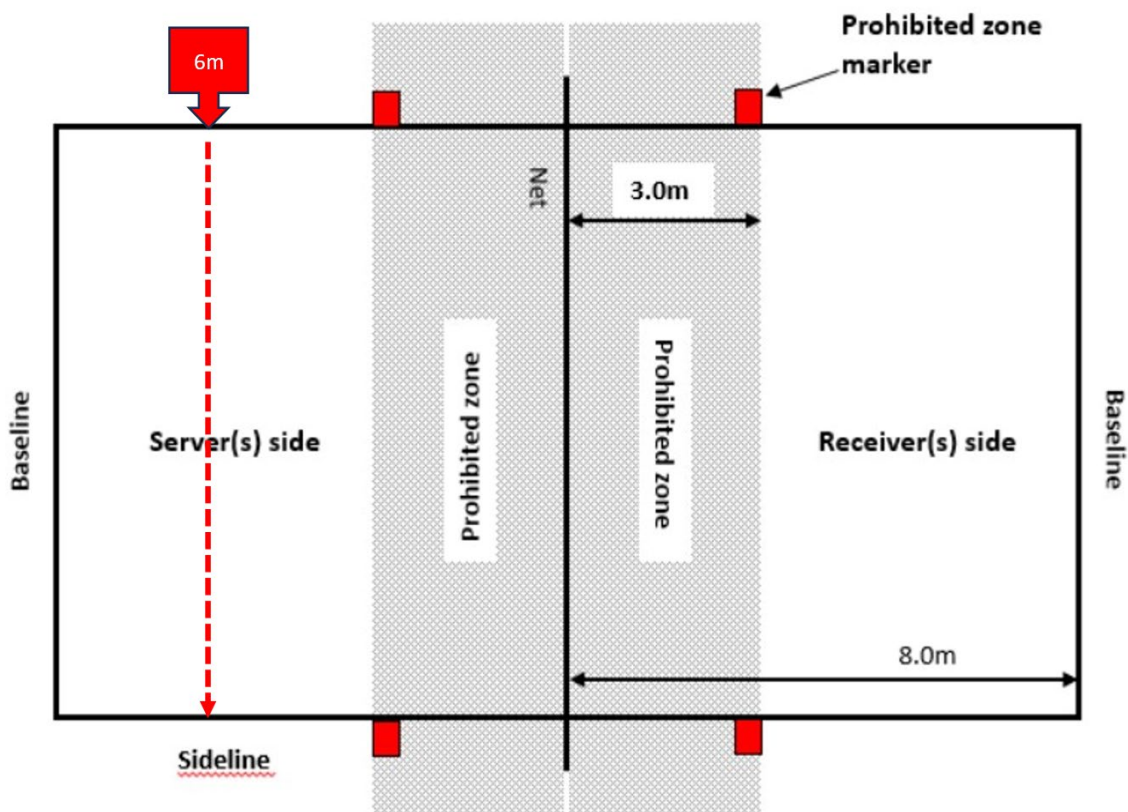 Prohibited zone
marker
6m
Net
3.0m
Prohibited zone
Prohibited zone
Baseline
Server(s) side
Receiver(s) side
Baseline
8.0m
Sideline